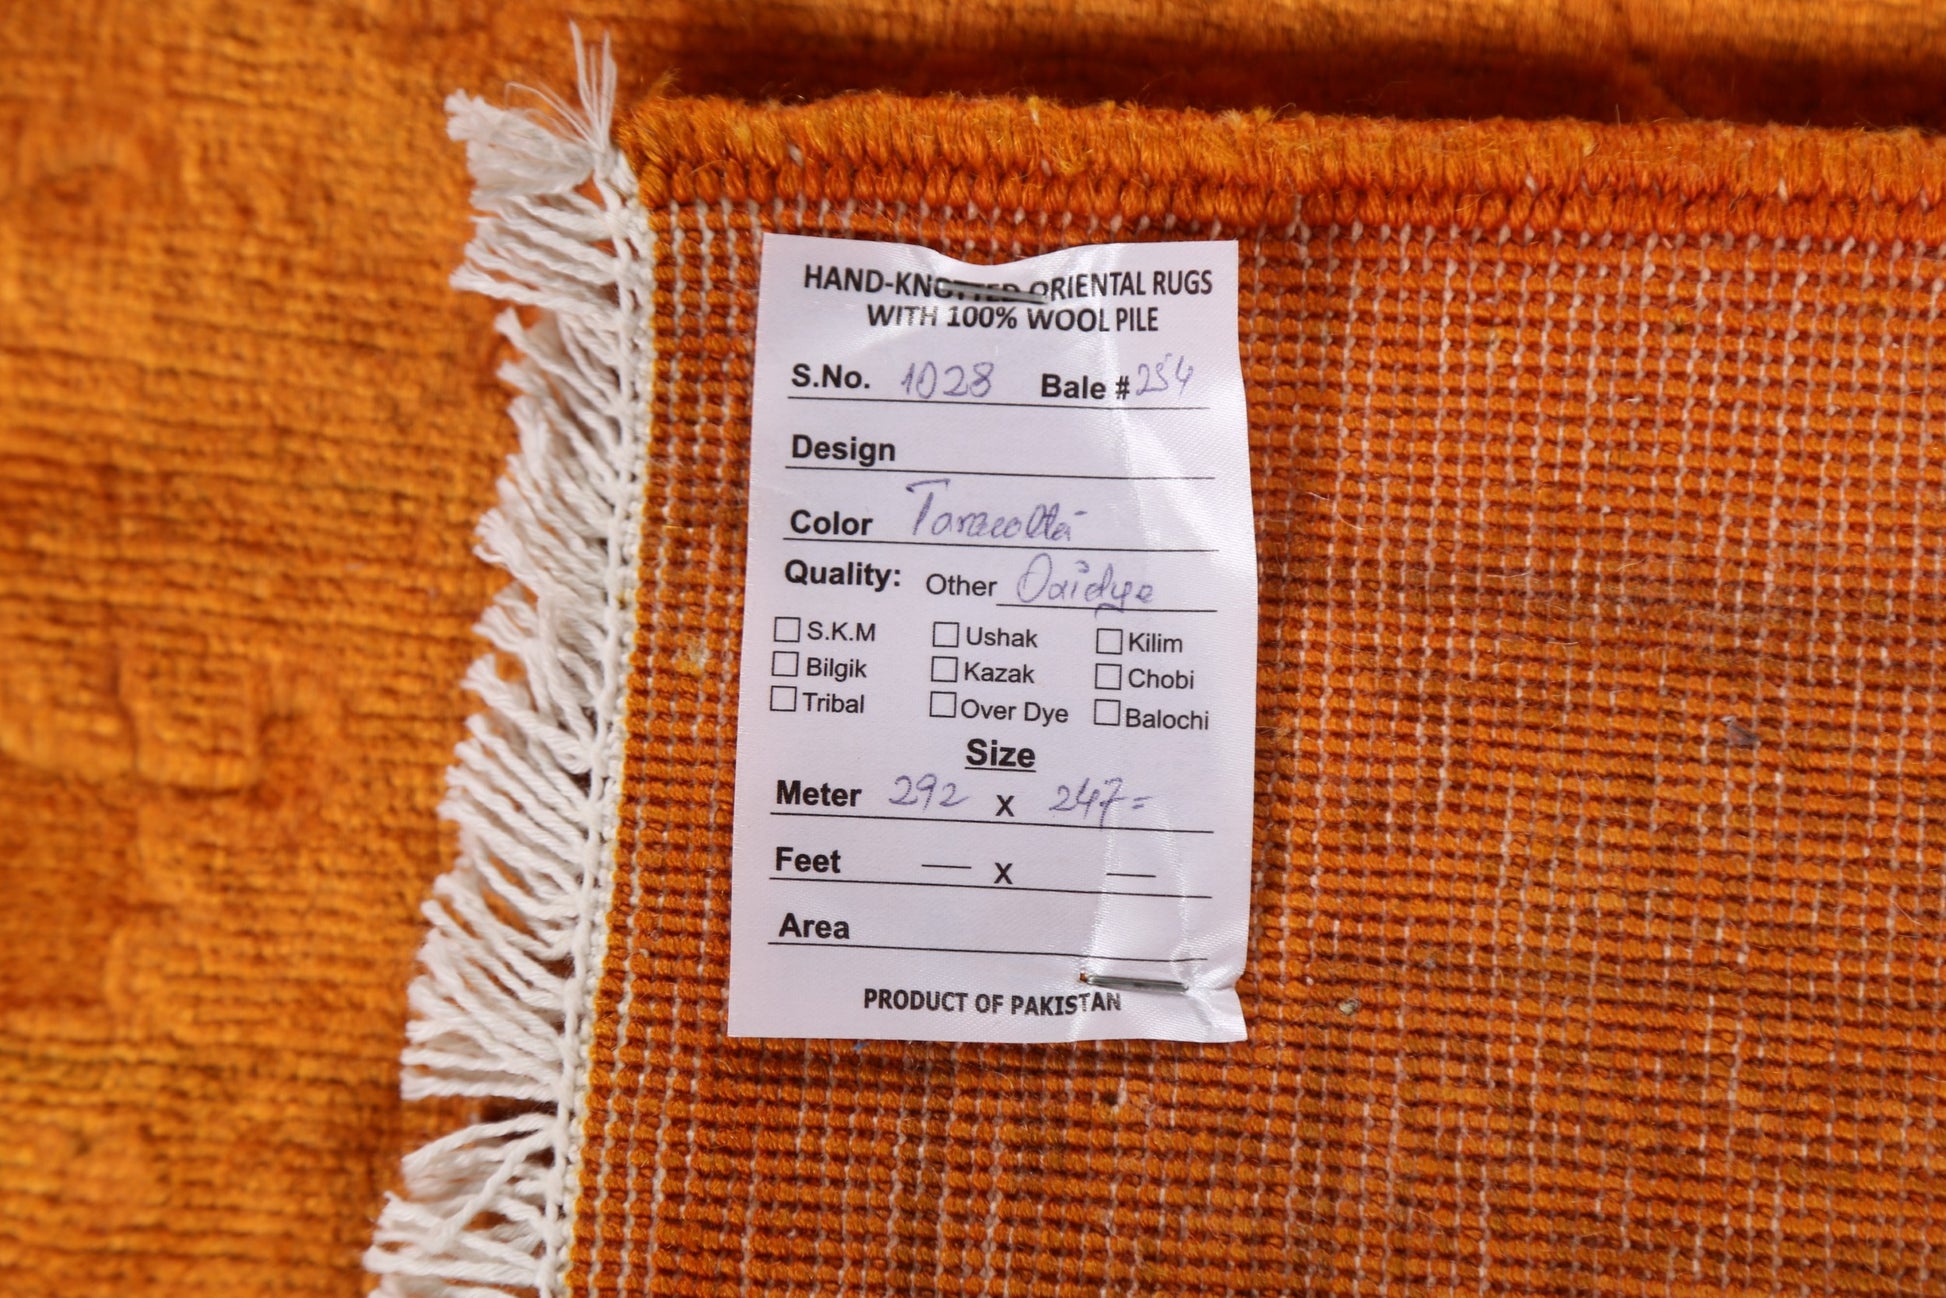 HAND-KNOTTED ORIENTAL RUGS
WITH 100% WOOL PILE
S.No. 1028 Bale # 254
Design
Color Taracolta
Quality: Other Oxidye
☐ S.K.M ☐ Ushak ☐ Kilim
☐ Bilgik ☐ Kazak ☐ Chobi
☐ Tribal ☐ Over Dye ☐ Balochi
Size
Meter 292 X 247=
Feet — X —
Area
PRODUCT OF PAKISTAN